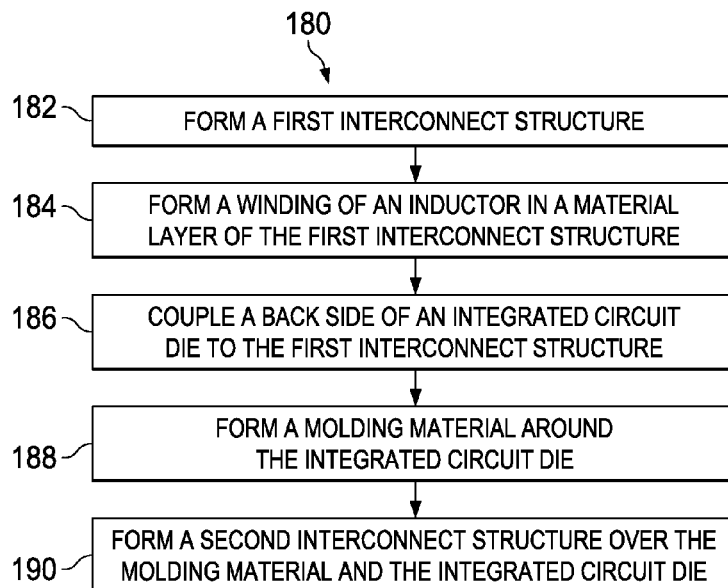 180
182
FORM A FIRST INTERCONNECT STRUCTURE
184
FORM A WINDING OF AN INDUCTOR IN A MATERIAL
LAYER OF THE FIRST INTERCONNECT STRUCTURE
186
COUPLE A BACK SIDE OF AN INTEGRATED CIRCUIT
DIE TO THE FIRST INTERCONNECT STRUCTURE
188
FORM A MOLDING MATERIAL AROUND
THE INTEGRATED CIRCUIT DIE
190
FORM A SECOND INTERCONNECT STRUCTURE OVER THE
MOLDING MATERIAL AND THE INTEGRATED CIRCUIT DIE